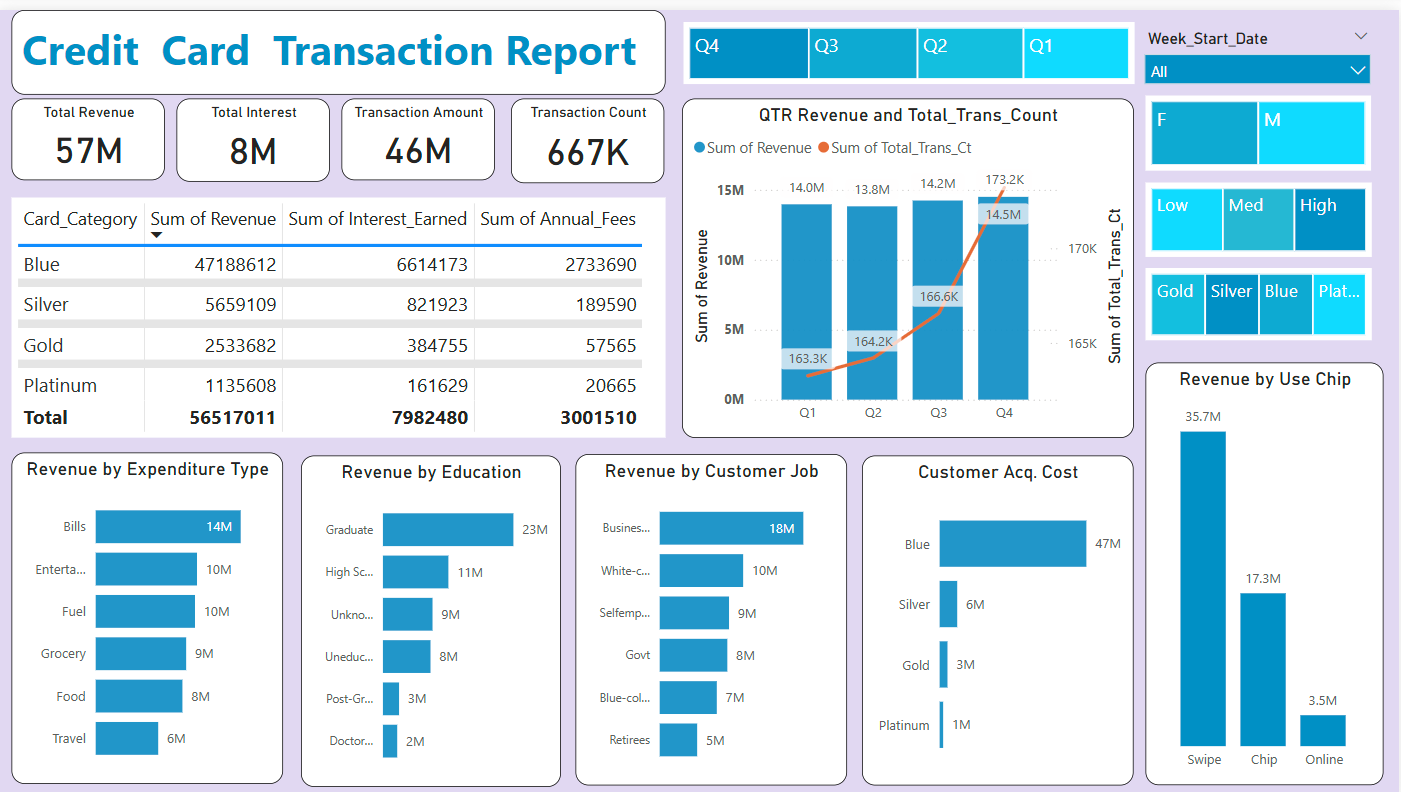 Credit Card Transaction Report
Total Revenue
57M
Total Interest
8M
Transaction Amount
46M
Transaction Count
667K
Q4 Q3 Q2 Q1
Week_Start_Date
All
F M
Low Med High
Gold Silver Blue Plat...
Card_Category Sum of Revenue Sum of Interest_Earned Sum of Annual_Fees
Blue 47188612 6614173 2733690
Silver 5659109 821923 189590
Gold 2533682 384755 57565
Platinum 1135608 161629 20665
Total 56517011 7982480 3001510
QTR Revenue and Total_Trans_Count
Sum of Revenue Sum of Total_Trans_Ct
Sum of Revenue
15M
10M
5M
0M
14.0M 13.8M 14.2M 14.5M
163.3K 164.2K 166.6K 173.2K
Q1 Q2 Q3 Q4
170K
165K
Sum of Total_Trans_Ct
Revenue by Expenditure Type
Bills 14M
Enterta... 10M
Fuel 10M
Grocery 9M
Food 8M
Travel 6M
Revenue by Education
Graduate 23M
High Sc... 11M
Unkno... 9M
Uneduc... 8M
Post-Gr... 3M
Doctor... 2M
Revenue by Customer Job
Busines... 18M
White-c... 10M
Selfemp... 9M
Govt 8M
Blue-col... 7M
Retirees 5M
Customer Acq. Cost
Blue 47M
Silver 6M
Gold 3M
Platinum 1M
Revenue by Use Chip
35.7M
17.3M
3.5M
Swipe Chip Online